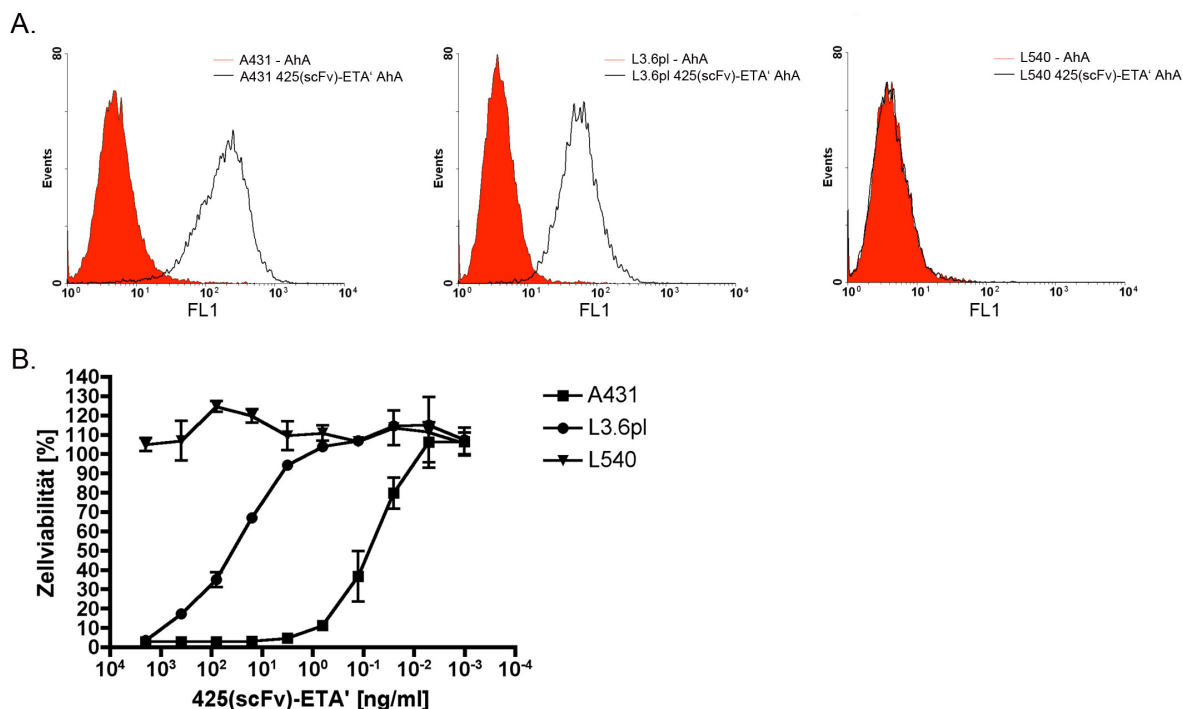 A.
80
Events
0
A431 - AhA
A431 425(scFv)-ETA' AhA
10⁰ 10¹ 10² 10³ 10⁴
FL1
80
Events
0
L3.6pl - AhA
L3.6pl 425(scFv)-ETA' AhA
10⁰ 10¹ 10² 10³ 10⁴
FL1
80
Events
0
L540 - AhA
L540 425(scFv)-ETA' AhA
10⁰ 10¹ 10² 10³ 10⁴
FL1
B.
Zellviabilität [%]
140
130
120
110
100
90
80
70
60
50
40
30
20
10
0
10⁴ 10³ 10² 10¹ 10⁰ 10⁻¹ 10⁻² 10⁻³ 10⁻⁴
425(scFv)-ETA' [ng/ml]
A431
L3.6pl
L540